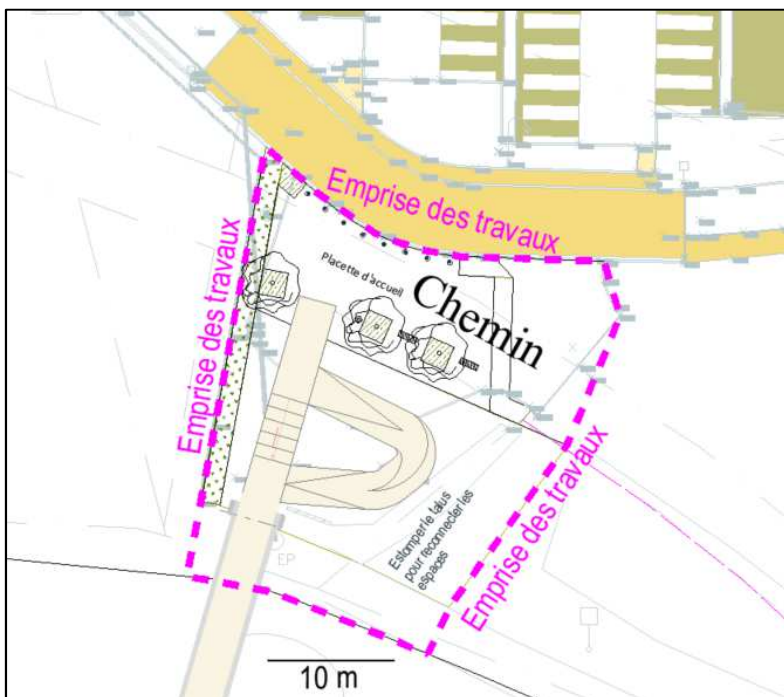 Emprise des travaux
Emprise des travaux
Placette d'accueil
Chemin
Estomper le talus
pour reconnecter les
espaces
Emprise des travaux
EP
10 m